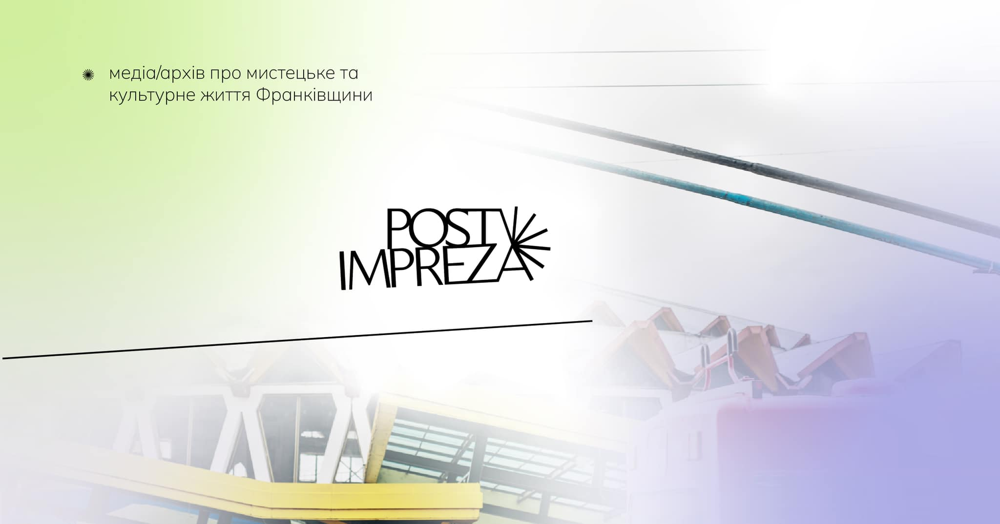 медіа/архів про мистецьке та
культурне життя Франківщини
POST
IMPREZA